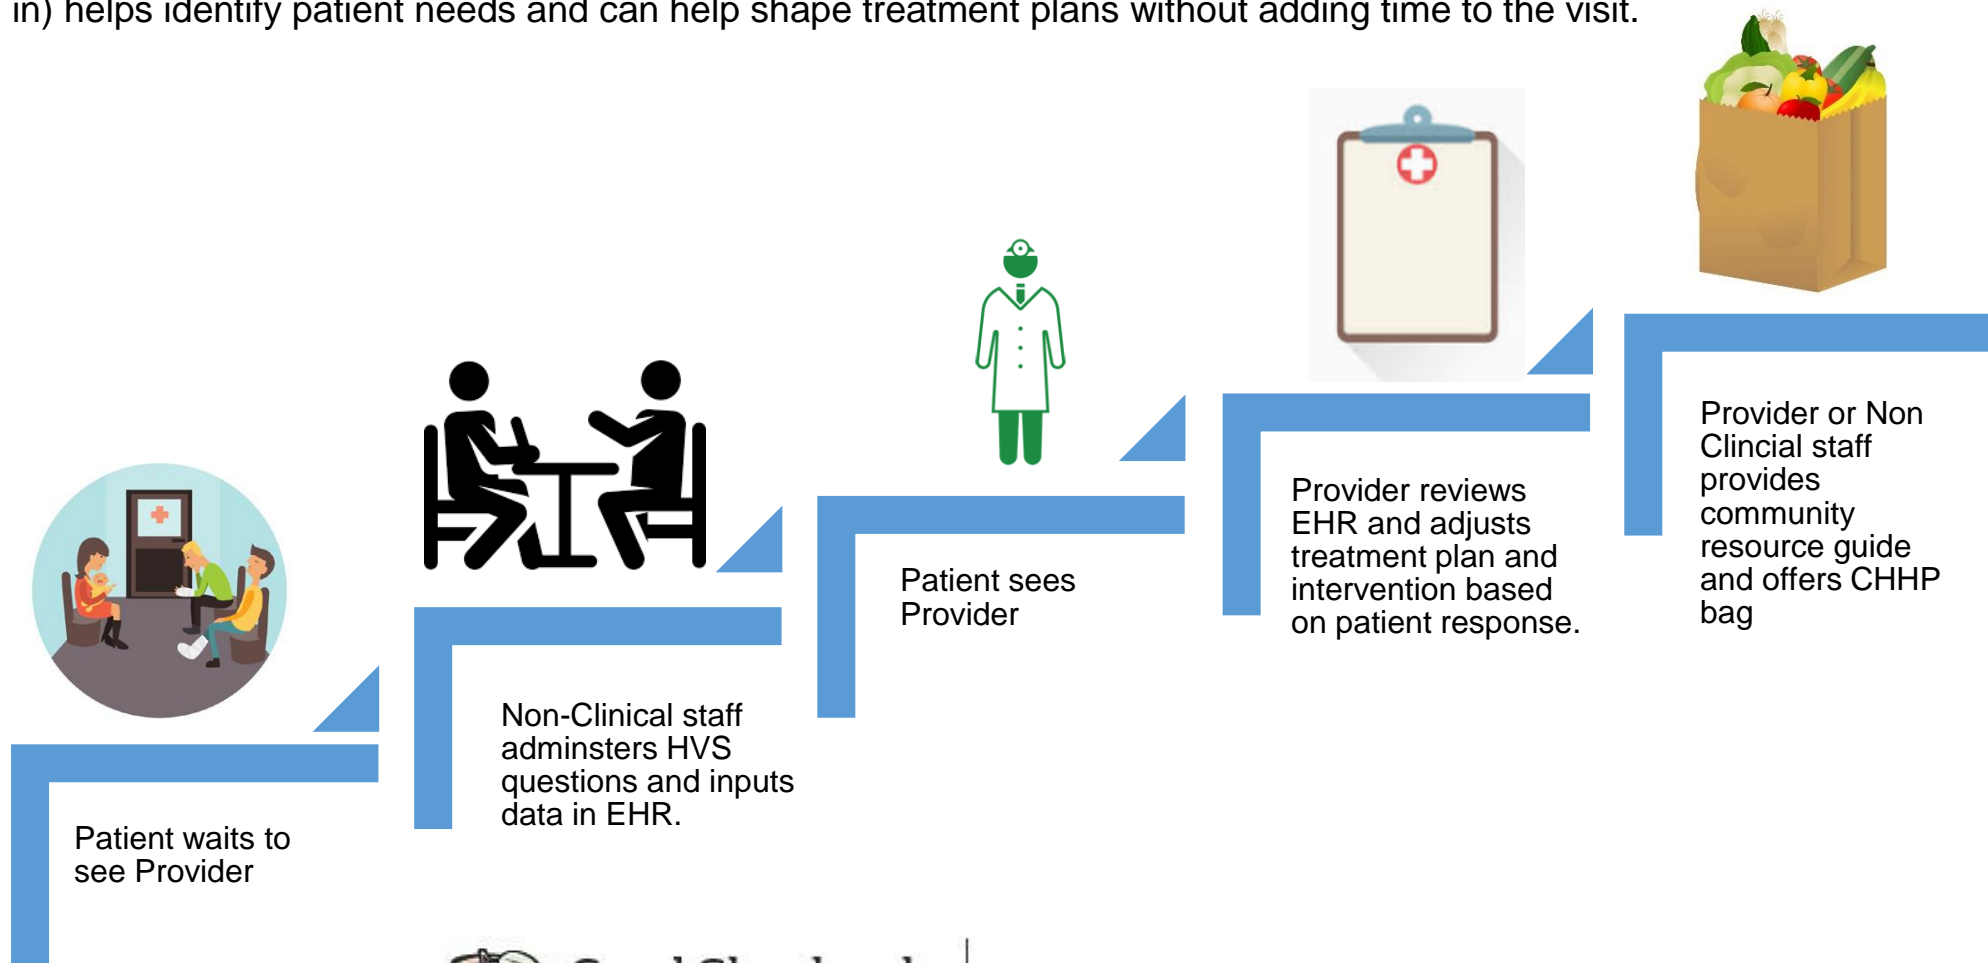 in) helps identify patient needs and can help shape treatment plans without adding time to the visit.
Patient waits to
see Provider
Non-Clinical staff
adminsters HVS
questions and inputs
data in EHR.
Patient sees
Provider
Provider reviews
EHR and adjusts
treatment plan and
intervention based
on patient response.
Provider or Non
Clincial staff
provides
community
resource guide
and offers CHHP
bag
Good Shepherd